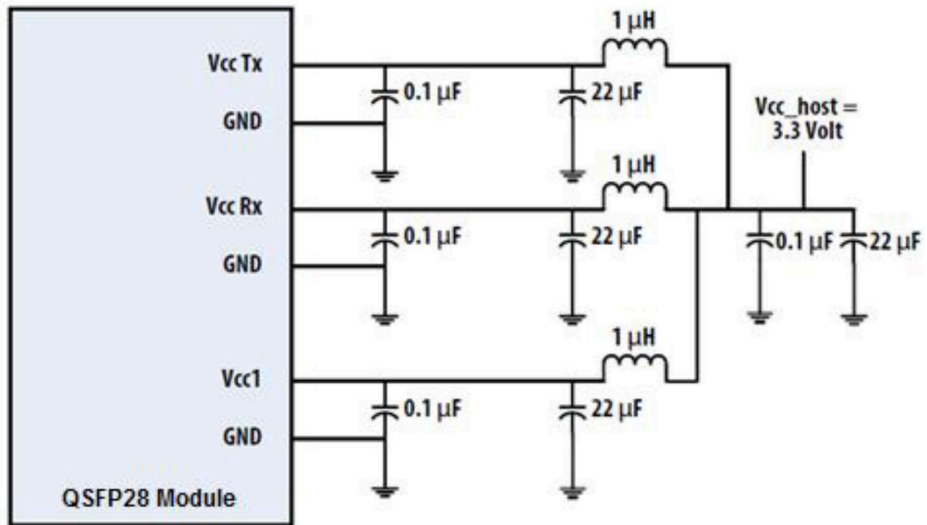 1 μH
Vcc Tx
0.1 μF
22 μF
GND
Vcc_host =
3.3 Volt
1 μH
Vcc Rx
0.1 μF
22 μF
0.1 μF
22 μF
GND
1 μH
Vcc1
0.1 μF
22 μF
GND
QSFP28 Module